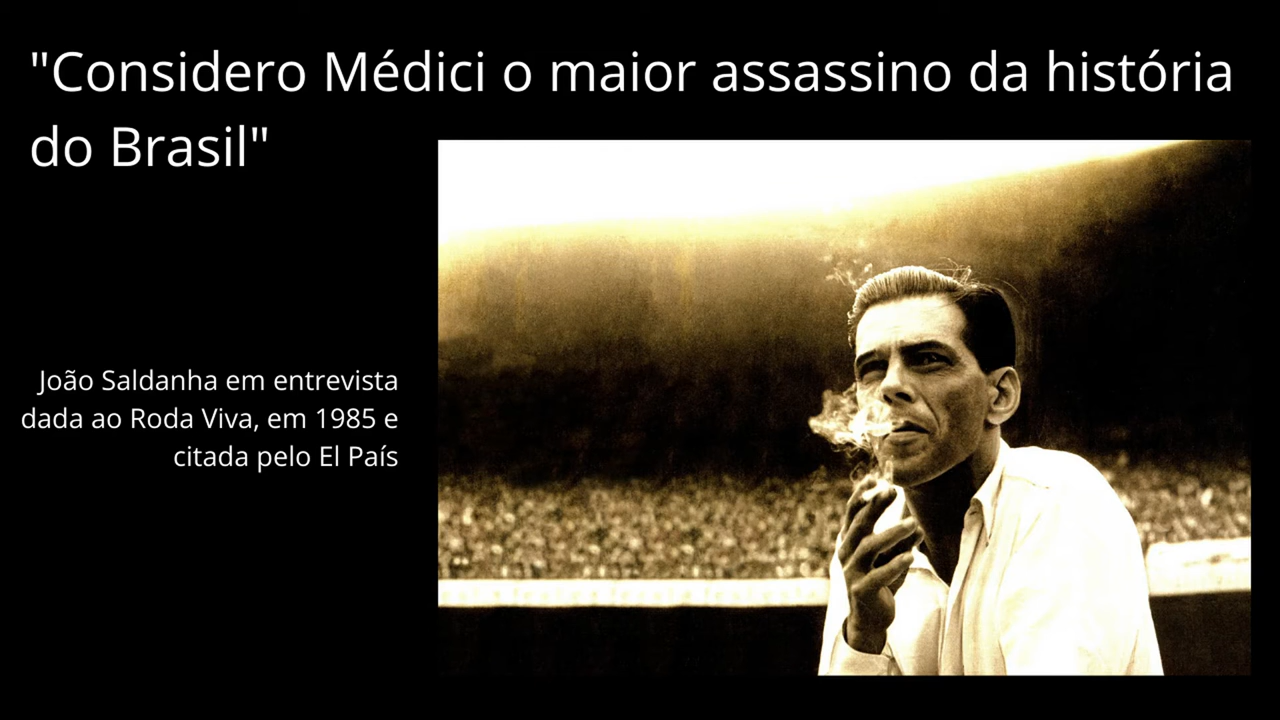 "Considero Médici o maior assassino da história
do Brasil"
João Saldanha em entrevista
dada ao Roda Viva, em 1985 e
citada pelo El País